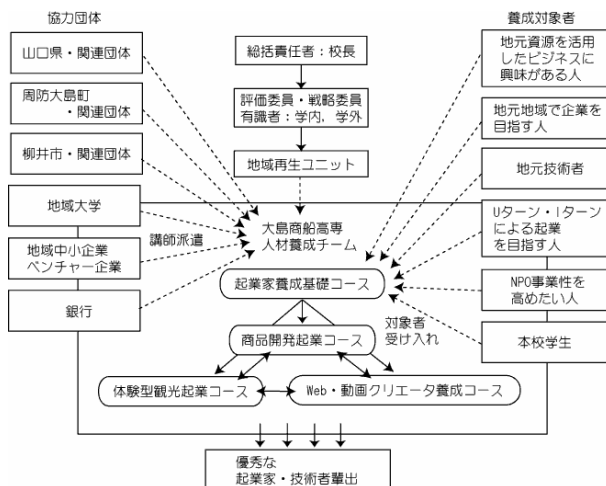 協力団体
山口県・関連団体
周防大島町
・関連団体
柳井市・関連団体
地域大学
地域中小企業
ベンチャー企業
銀行
講師派遣
総括責任者：校長
評価委員・戦略委員
有識者：学内，学外
地域再生ユニット
大島商船高専
人材養成チーム
起業家養成基礎コース
商品開発起業コース
体験型観光起業コース
Web・動画クリエータ養成コース
対象者
受け入れ
養成対象者
地元資源を活用
したビジネスに
興味がある人
地元地域で企業を
目指す人
地元技術者
Uターン・Iターン
による起業
を目指す人
NPO事業性を
高めたい人
本校学生
優秀な
起業家・技術者輩出